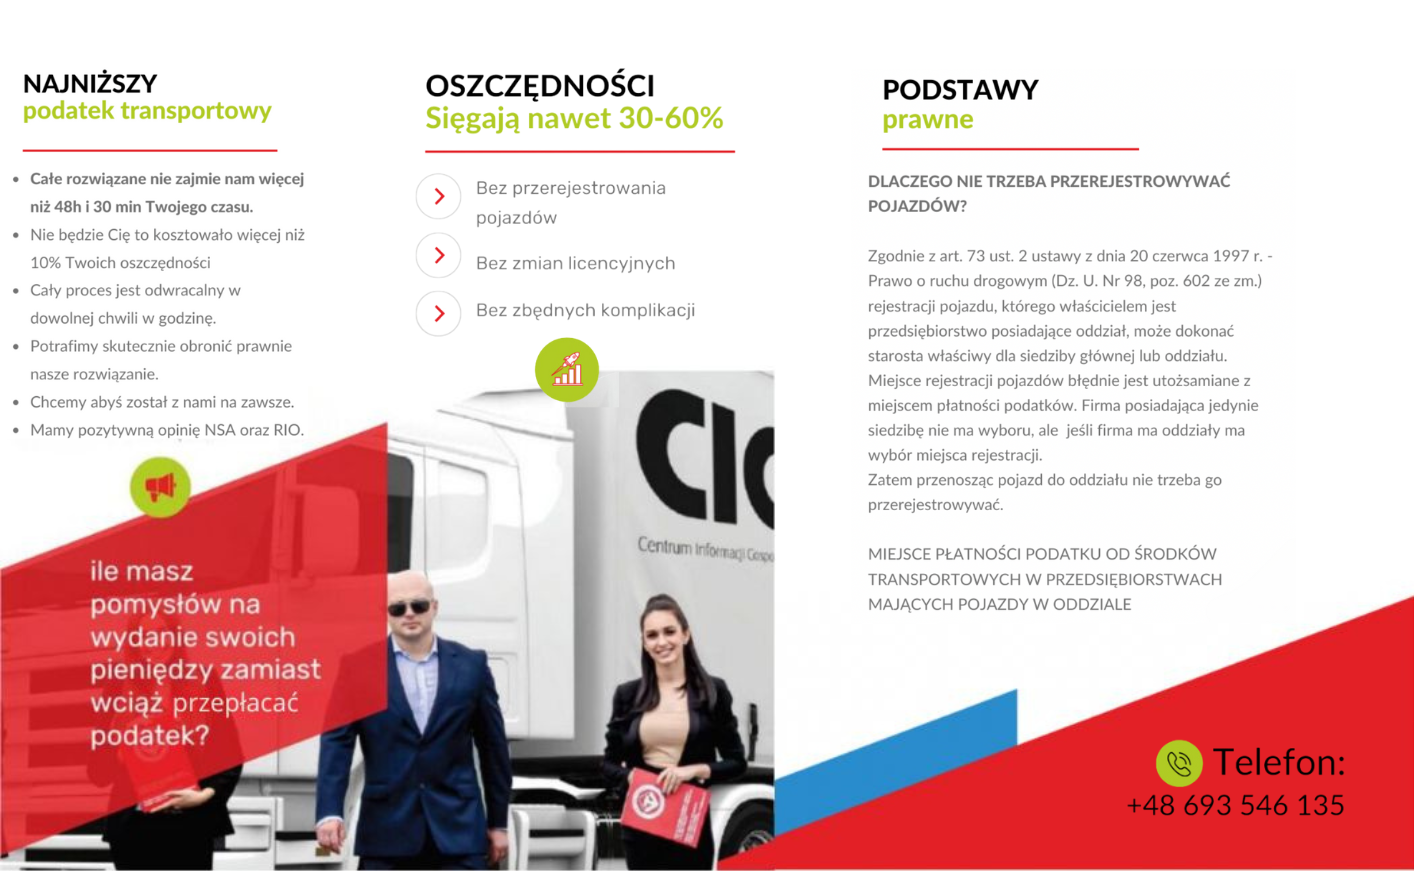 NAJNIŻSZY
podatek transportowy
• Całe rozwiązane nie zajmie nam więcej
niż 48h i 30 min Twojego czasu.
• Nie będzie Cię to kosztowało więcej niż
10% Twoich oszczędności
• Cały proces jest odwracalny w
dowolnej chwili w godzinę.
• Potrafimy skutecznie obronić prawnie
nasze rozwiązanie.
• Chcemy abyś został z nami na zawsze.
• Mamy pozytywną opinię NSA oraz RIO.
ile masz
pomysłów na
wydanie swoich
pieniędzy zamiast
wciąż przepłacać
podatek?
OSZCZĘDNOŚCI
Sięgają nawet 30-60%
Bez przerejestrowania
pojazdów
Bez zmian licencyjnych
Bez zbędnych komplikacji
CIG
Centrum Informacji Gospo
PODSTAWY
prawne
DLACZEGO NIE TRZEBA PRZEREJESTROWYWAĆ
POJAZDÓW?
Zgodnie z art. 73 ust. 2 ustawy z dnia 20 czerwca 1997 r. -
Prawo o ruchu drogowym (Dz. U. Nr 98, poz. 602 ze zm.)
rejestracji pojazdu, którego właścicielem jest
przedsiębiorstwo posiadające oddział, może dokonać
starosta właściwy dla siedziby głównej lub oddziału.
Miejsce rejestracji pojazdów błędnie jest utożsamiane z
miejscem płatności podatków. Firma posiadająca jedynie
siedzibę nie ma wyboru, ale  jeśli firma ma oddziały ma
wybór miejsca rejestracji.
Zatem przenosząc pojazd do oddziału nie trzeba go
przerejestrowywać.
MIEJSCE PŁATNOŚCI PODATKU OD ŚRODKÓW
TRANSPORTOWYCH W PRZEDSIĘBIORSTWACH
MAJĄCYCH POJAZDY W ODDZIALE
Telefon:
+48 693 546 135